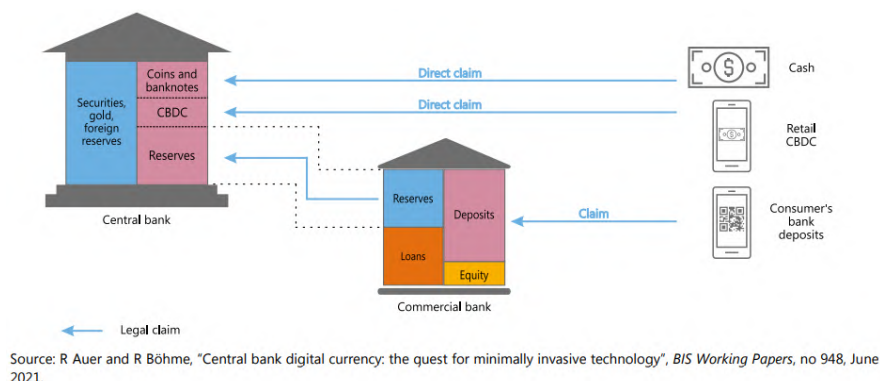 Coins and
banknotes
Direct claim
Cash
Securities,
gold,
foreign
reserves
CBDC
Direct claim
Retail
CBDC
Reserves
Central bank
Reserves
Deposits
Claim
Consumer's
bank
deposits
Loans
Equity
Commercial bank
Legal claim
Source: R Auer and R Böhme, “Central bank digital currency: the quest for minimally invasive technology”, BIS Working Papers, no 948, June
2021